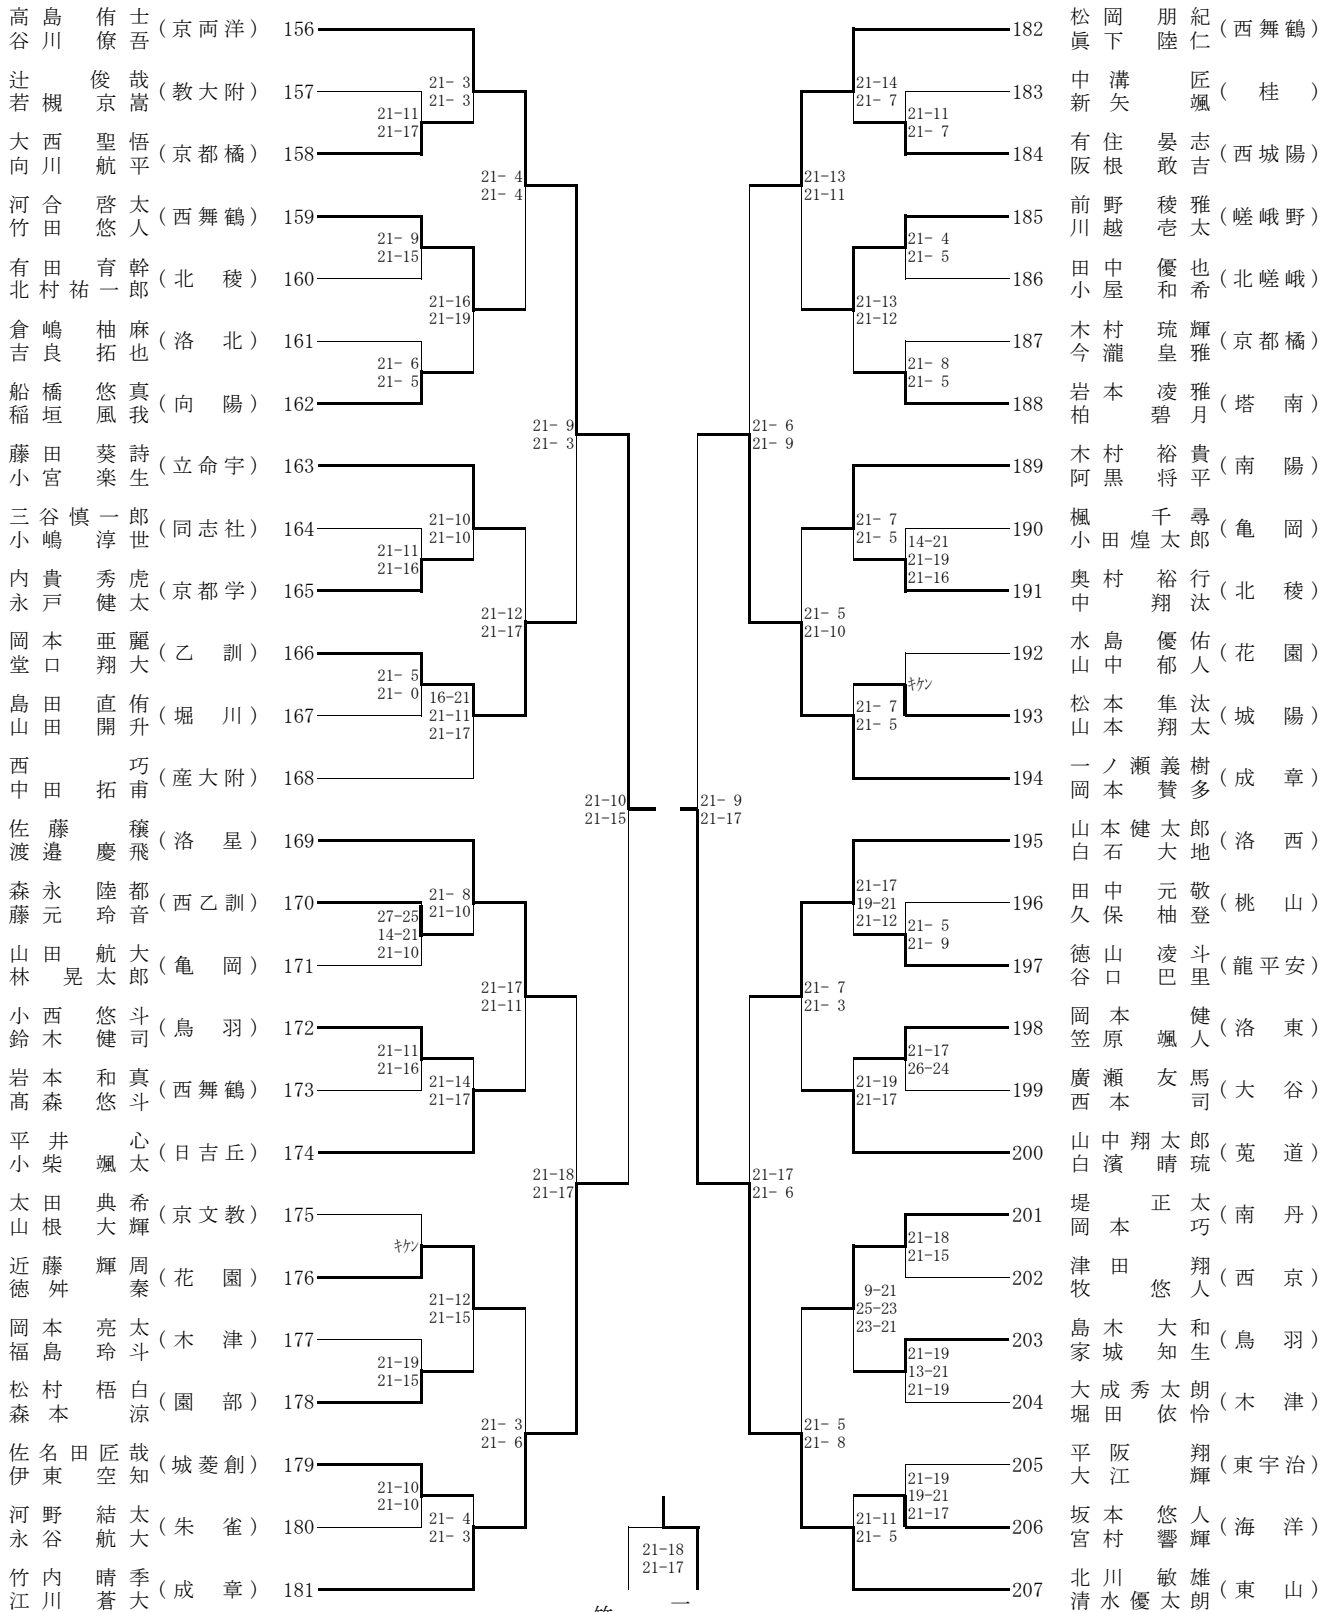 高島侑士
谷川僚吾
(京両洋) 156
辻俊哉
若槻京嵩
(教大附) 157
大西聖悟
向川航平
(京都橘) 158
河合啓太
竹田悠人
(西舞鶴) 159
有田育幹
北村祐一郎
(北稜) 160
倉嶋柚麻
吉良拓也
(洛北) 161
船橋悠真
稲垣風我
(向陽) 162
藤田葵詩
小宮楽生
(立命宇) 163
三谷慎一郎
小嶋淳世
(同志社) 164
内貴秀虎
永戸健太
(京都学) 165
岡本亜麗
堂口翔大
(乙訓) 166
島田直侑
山田開升
(堀川) 167
西巧
中田拓甫
(産大附) 168
佐藤穣
渡邉慶飛
(洛星) 169
森永陸都
藤元玲音
(西乙訓) 170
山田航大
林晃太郎
(亀岡) 171
小西悠斗
鈴木健司
(鳥羽) 172
岩本和真
髙森悠斗
(西舞鶴) 173
平井心
小柴颯太
(日吉丘) 174
太田典希
山根大輝
(京文教) 175
近藤輝周
徳舛秦
(花園) 176
岡本亮太
福島玲斗
(木津) 177
松村梧白
森本涼
(園部) 178
佐名田匠哉
伊東空知
(城菱創) 179
河野結太
永谷航大
(朱雀) 180
竹内晴季
江川蒼大
(成章) 181
21- 3
21- 3
21-11
21-17
21- 4
21- 4
21- 9
21-15
21-16
21-19
21- 6
21- 5
21- 9
21- 3
21-10
21-10
21-11
21-16
21-12
21-17
21- 5
21- 0
16-21
21-11
21-17
21-10
21-15
21- 8
21-10
27-25
14-21
21-10
21-17
21-11
21-11
21-16
21-14
21-17
21-18
21-17
キケン
21-12
21-15
21-19
21-15
21- 3
21- 6
21-10
21-10
21- 4
21- 3
21-18
21-17
21-14
21- 7
21-11
21- 7
21-13
21-11
21- 4
21- 5
21-13
21-12
21- 8
21- 5
21- 6
21- 9
21- 7
21- 5
14-21
21-19
21-16
21- 5
21-10
キケン
21- 7
21- 5
21- 9
21-17
21-17
19-21
21-12
21- 5
21- 9
21- 7
21- 3
21-17
26-24
21-19
21-17
21-17
21- 6
21-18
21-15
9-21
25-23
23-21
21-19
13-21
21-19
21- 5
21- 8
21-19
19-21
21-17
21-11
21- 5
182 松岡朋紀
眞下陸仁
(西舞鶴)
183 中溝匠
新矢颯
(桂)
184 有住晏志
阪根敢吉
(西城陽)
185 前野稜雅
川越壱太
(嵯峨野)
186 田中優也
小屋和希
(北嵯峨)
187 木村琉輝
今瀧皇雅
(京都橘)
188 岩本凌雅
柏碧月
(塔南)
189 木村裕貴
阿黒将平
(南陽)
190 楓千尋
小田煌太郎
(亀岡)
191 奥村裕行
中翔汰
(北稜)
192 水島優佑
山中郁人
(花園)
193 松本隼汰
山本翔太
(城陽)
194 一ノ瀬義樹
岡本賛多
(成章)
195 山本健太郎
白石大地
(洛西)
196 田中元敬
久保柚登
(桃山)
197 徳山凌斗
谷口巴里
(龍平安)
198 岡本健
笠原颯人
(洛東)
199 廣瀬友馬
西本司
(大谷)
200 山中翔太郎
白濱晴琉
(莵道)
201 堤正太
岡本巧
(南丹)
202 津田翔
牧悠人
(西京)
203 島木大和
家城知生
(鳥羽)
204 大成秀太朗
堀田依怜
(木津)
205 平阪翔
大江輝
(東宇治)
206 坂本悠人
宮村響輝
(海洋)
207 北川敏雄
清水優太朗
(東山)